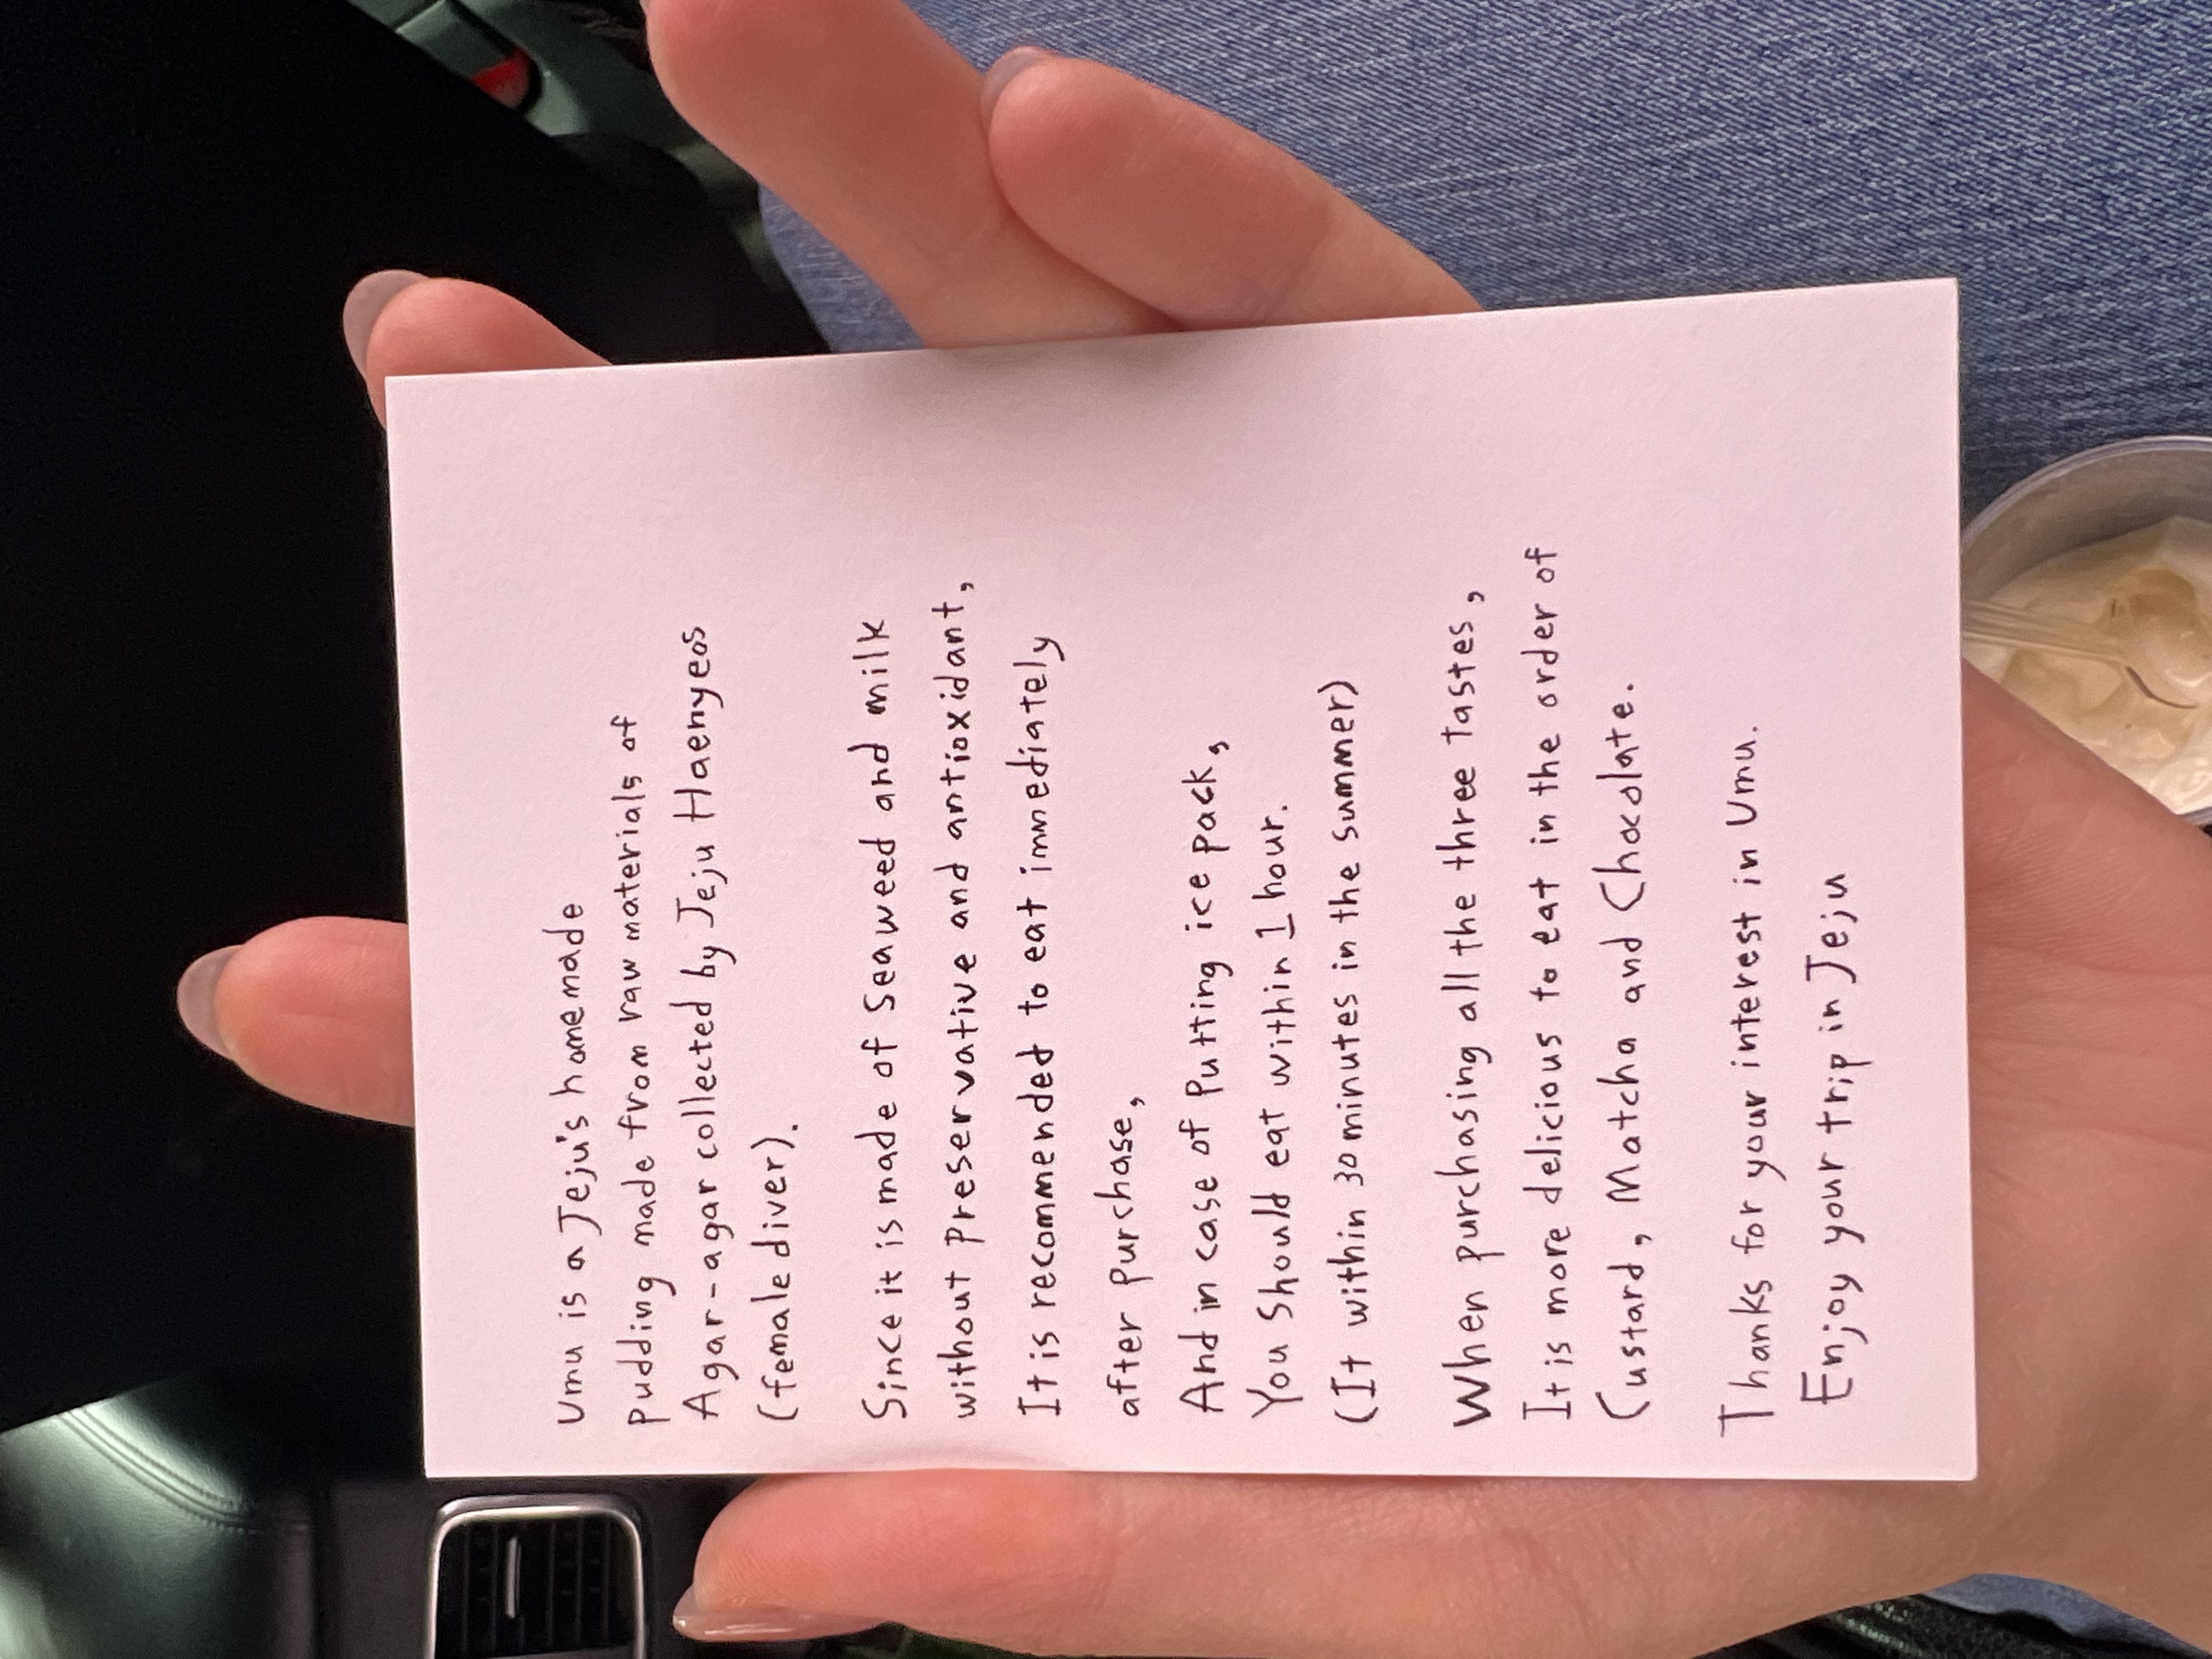 Umu is a Jeju's homemade
pudding made from raw materials of
Agar-agar collected by Jeju Haenyeos
(female diver).
Since it is made of seaweed and milk
without preservative and antioxidant,
It is recommended to eat immediately
after purchase,
And in case of putting ice pack,
You should eat within 1 hour.
(It within 30 minutes in the summer)
When purchasing all the three tastes,
It is more delicious to eat in the order of
Custard, Matcha and Chocolate.
Thanks for your interest in Umu.
Enjoy your trip in Jeju